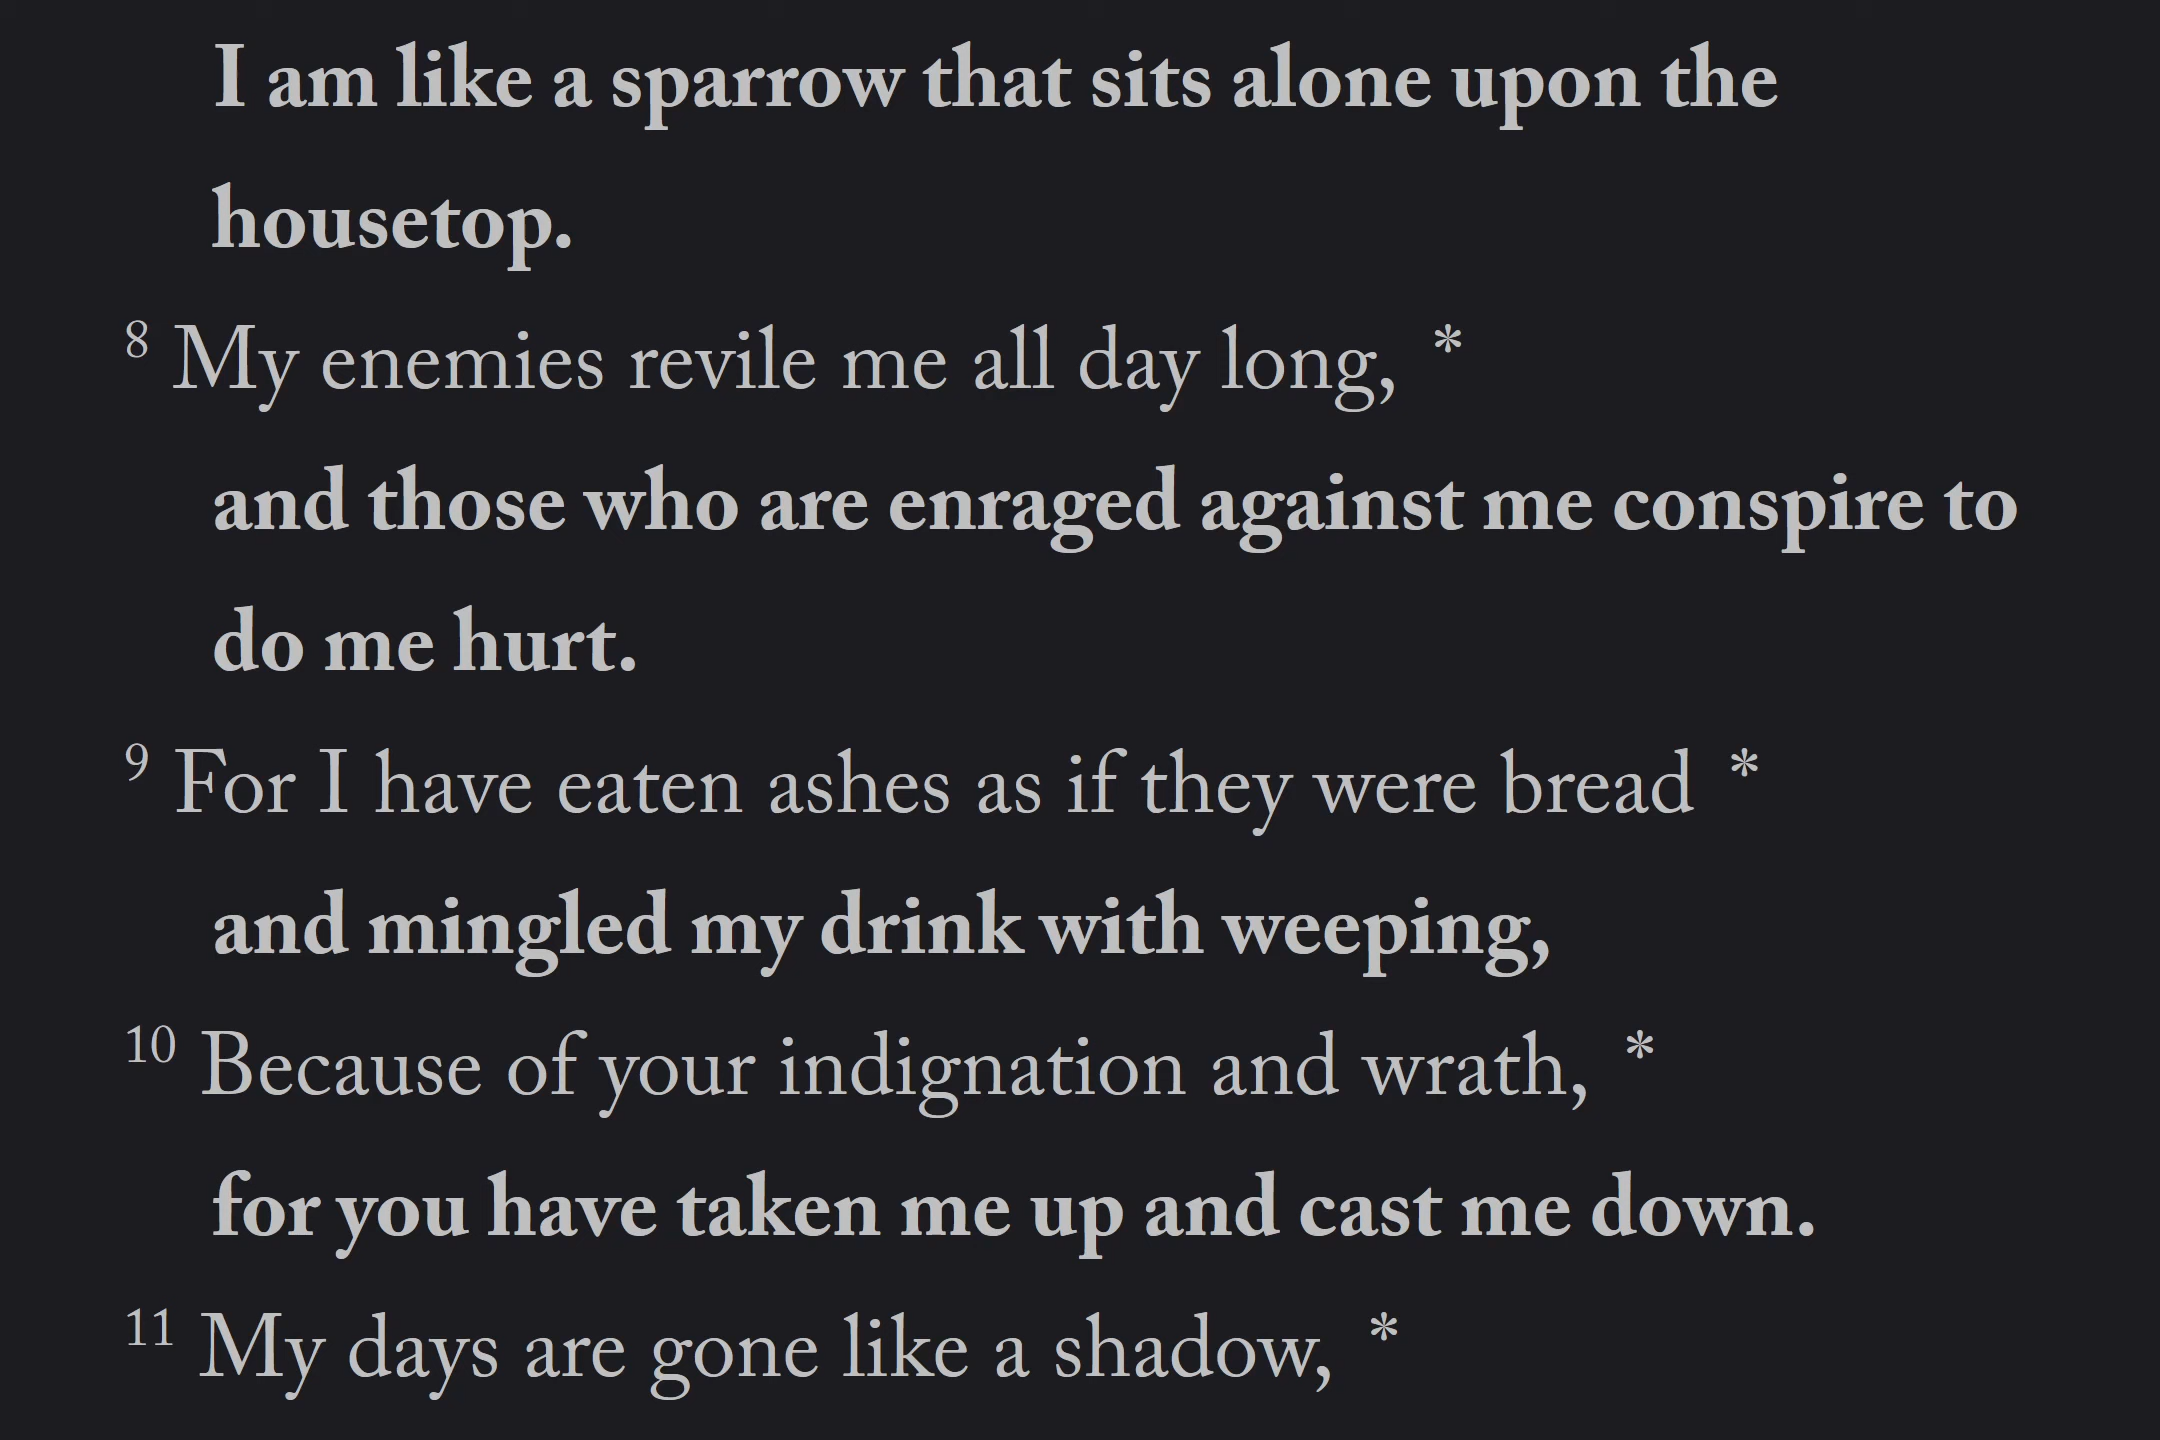 I am like a sparrow that sits alone upon the
housetop.
8 My enemies revile me all day long, *
and those who are enraged against me conspire to
do me hurt.
9 For I have eaten ashes as if they were bread *
and mingled my drink with weeping,
10 Because of your indignation and wrath, *
for you have taken me up and cast me down.
11 My days are gone like a shadow, *